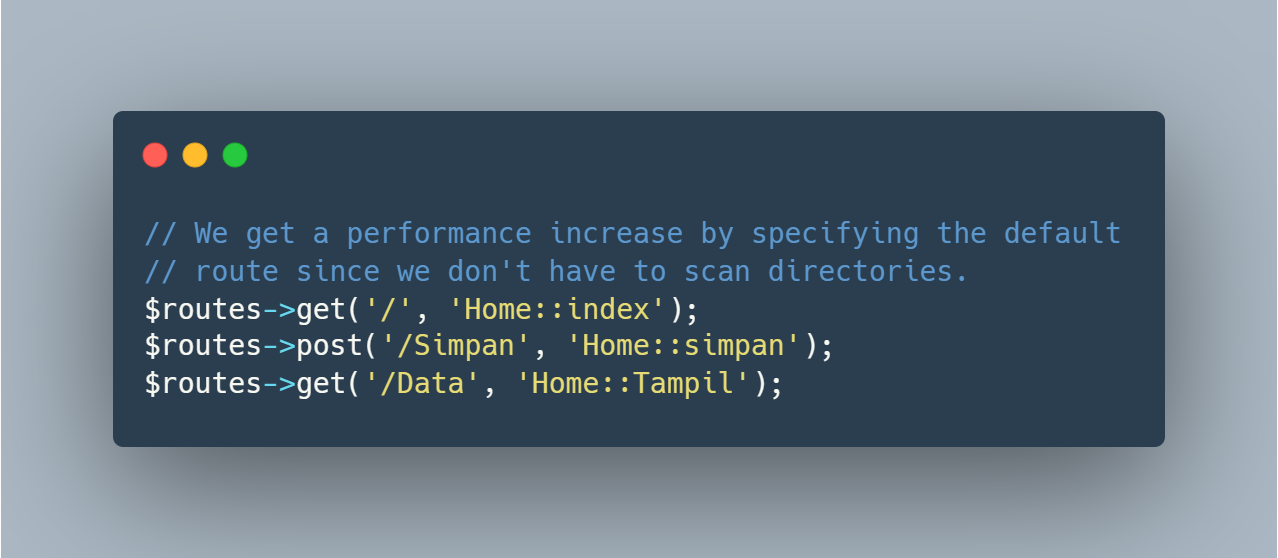 // We get a performance increase by specifying the default
// route since we don't have to scan directories.
$routes->get('/', 'Home::index');
$routes->post('/Simpan', 'Home::simpan');
$routes->get('/Data', 'Home::Tampil');